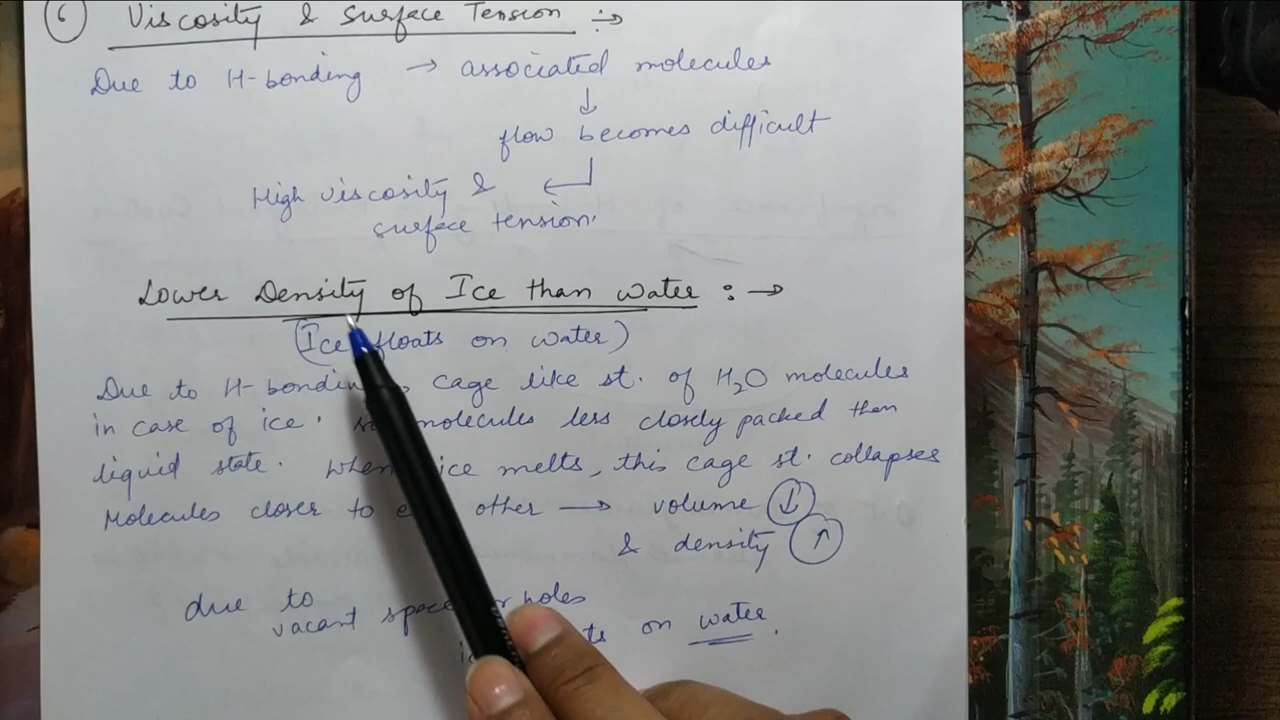 6 Viscosity & Surface Tension :→
Due to H-bonding → associated molecules
↓
flow becomes difficult
High viscosity & ←
surface tension.
Lower Density of Ice than water : →
(Ice floats on water)
Due to H-bonding, cage like st. of H2O molecules
in case of ice. molecules less closely packed than
liquid state. When ice melts, this cage st. collapses
Molecules closer to other → volume ↓
& density ↑
due to
vacant space holes
on water.